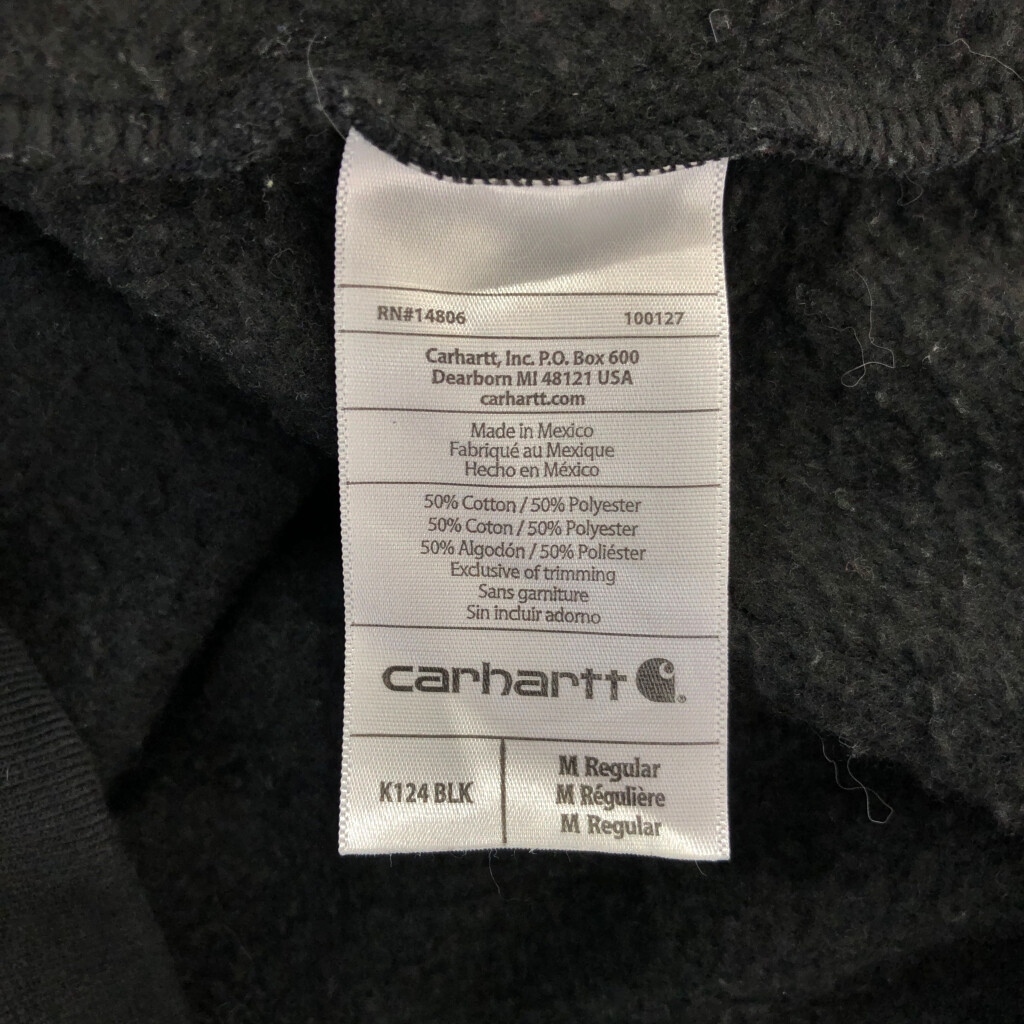 RN#14806 100127
Carhartt, Inc. P.O. Box 600
Dearborn MI 48121 USA
carhartt.com
Made in Mexico
Fabriqué au Mexique
Hecho en México
50% Cotton / 50% Polyester
50% Coton / 50% Polyester
50% Algodón / 50% Poliéster
Exclusive of trimming
Sans garniture
Sin incluir adorno
carhartt
K124 BLK
M Regular
M Régulière
M Regular